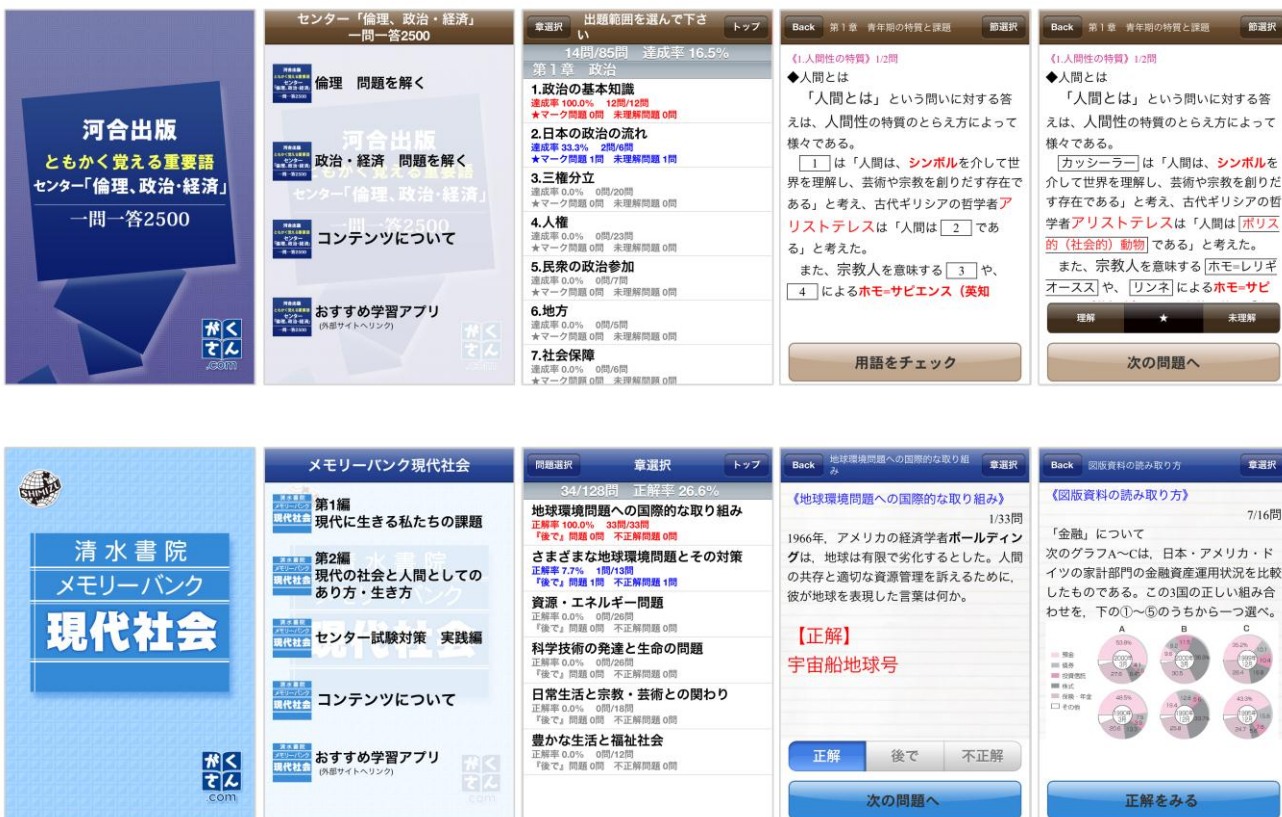 河合出版
ともかく覚える重要語
センター「倫理、政治・経済」
一問一答2500
がくさん
.com
センター「倫理、政治・経済」
一問一答2500
倫理　問題を解く
政治・経済　問題を解く
コンテンツについて
おすすめ学習アプリ
(外部サイトへリンク)
章選択
出題範囲を選んで下さ
い
トップ
14問/85問　達成率 16.5%
第1章　政治
1.政治の基本知識
達成率 100.0%　12問/12問
★マーク問題 0問　未理解問題 0問
2.日本の政治の流れ
達成率 33.3%　2問/6問
★マーク問題 1問　未理解問題 1問
3.三権分立
達成率 0.0%　0問/20問
★マーク問題 0問　未理解問題 0問
4.人権
達成率 0.0%　0問/23問
★マーク問題 0問　未理解問題 0問
5.民衆の政治参加
達成率 0.0%　0問/7問
★マーク問題 0問　未理解問題 0問
6.地方
達成率 0.0%　0問/5問
★マーク問題 0問　未理解問題 0問
7.社会保障
達成率 0.0%　0問/6問
★マーク問題 0問　未理解問題 0問
Back
第1章　青年期の特質と課題
節選択
《1.人間性の特質》1/2問
◆人間とは
「人間とは」という問いに対する答
えは、人間性の特質のとらえ方によって
様々である。
1 は「人間は、シンボルを介して世
界を理解し、芸術や宗教を創りだす存在で
ある」と考え、古代ギリシアの哲学者ア
リストテレスは「人間は 2 であ
る」と考えた。
また、宗教人を意味する 3 や、
4 によるホモ=サピエンス（英知
用語をチェック
Back
第1章　青年期の特質と課題
節選択
《1.人間性の特質》1/2問
◆人間とは
「人間とは」という問いに対する答
えは、人間性の特質のとらえ方によって
様々である。
カッシーラー は「人間は、シンボルを
介して世界を理解し、芸術や宗教を創りだ
す存在である」と考え、古代ギリシアの哲
学者アリストテレスは「人間は ポリス
的（社会的）動物 である」と考えた。
また、宗教人を意味する ホモ=レリギ
オースス や、 リンネ によるホモ=サピ
理解
★
未理解
次の問題へ
SHIMIZU
清水書院
メモリーバンク
現代社会
がくさん
.com
メモリーバンク現代社会
第1編
現代に生きる私たちの課題
第2編
現代の社会と人間としての
あり方・生き方
センター試験対策　実践編
コンテンツについて
おすすめ学習アプリ
(外部サイトへリンク)
問題選択
章選択
トップ
34/128問　正解率 26.6%
地球環境問題への国際的な取り組み
正解率 100.0%　33問/33問
『後で』問題 0問　不正解問題 0問
さまざまな地球環境問題とその対策
正解率 7.7%　1問/13問
『後で』問題 1問　不正解問題 1問
資源・エネルギー問題
正解率 0.0%　0問/26問
『後で』問題 0問　不正解問題 0問
科学技術の発達と生命の問題
正解率 0.0%　0問/26問
『後で』問題 0問　不正解問題 0問
日常生活と宗教・芸術との関わり
正解率 0.0%　0問/18問
『後で』問題 0問　不正解問題 0問
豊かな生活と福祉社会
正解率 0.0%　0問/12問
『後で』問題 0問　不正解問題 0問
Back
地球環境問題への国際的な取り組
み
章選択
《地球環境問題への国際的な取り組み》
1/33問
1966年，アメリカの経済学者ボールディン
グは，地球は有限で劣化するとした。人間
の共存と適切な資源管理を訴えるために，
彼が地球を表現した言葉は何か。
【正解】
宇宙船地球号
正解
後で
不正解
次の問題へ
Back
図版資料の読み取り方
章選択
《図版資料の読み取り方》
7/16問
「金融」について
次のグラフA〜Cは，日本・アメリカ・ド
イツの家計部門の金融資産運用状況を比較
したものである。この3国の正しい組み合
わせを，下の①〜⑤のうちから一つ選べ。
A
B
C
預金
債券
投資信託
株式
保険・年金
その他
正解をみる